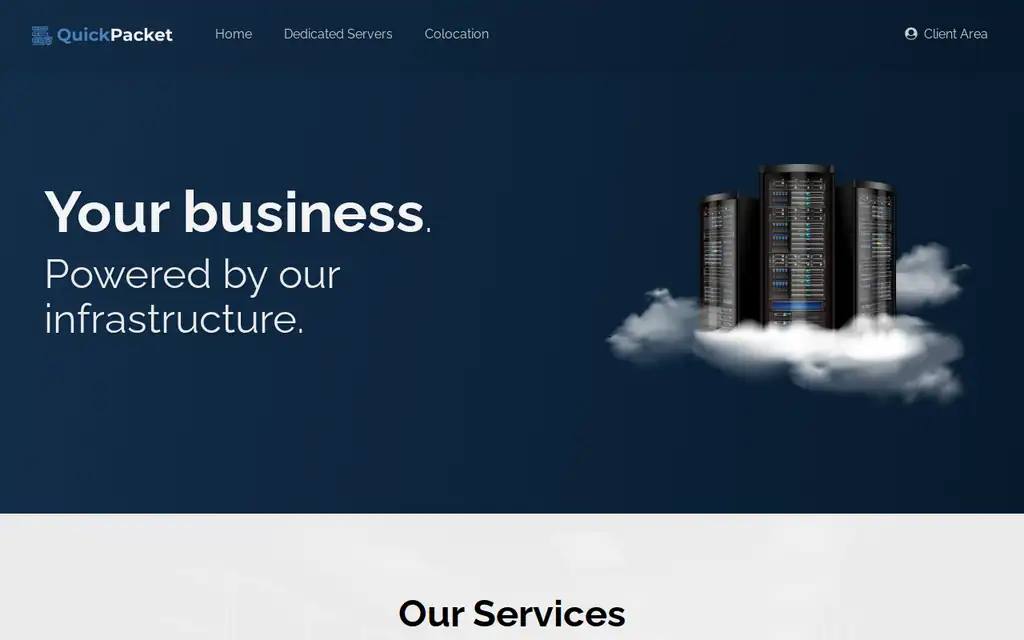 QuickPacket
Home
Dedicated Servers
Colocation
Client Area
Your business.
Powered by our
infrastructure.
Our Services